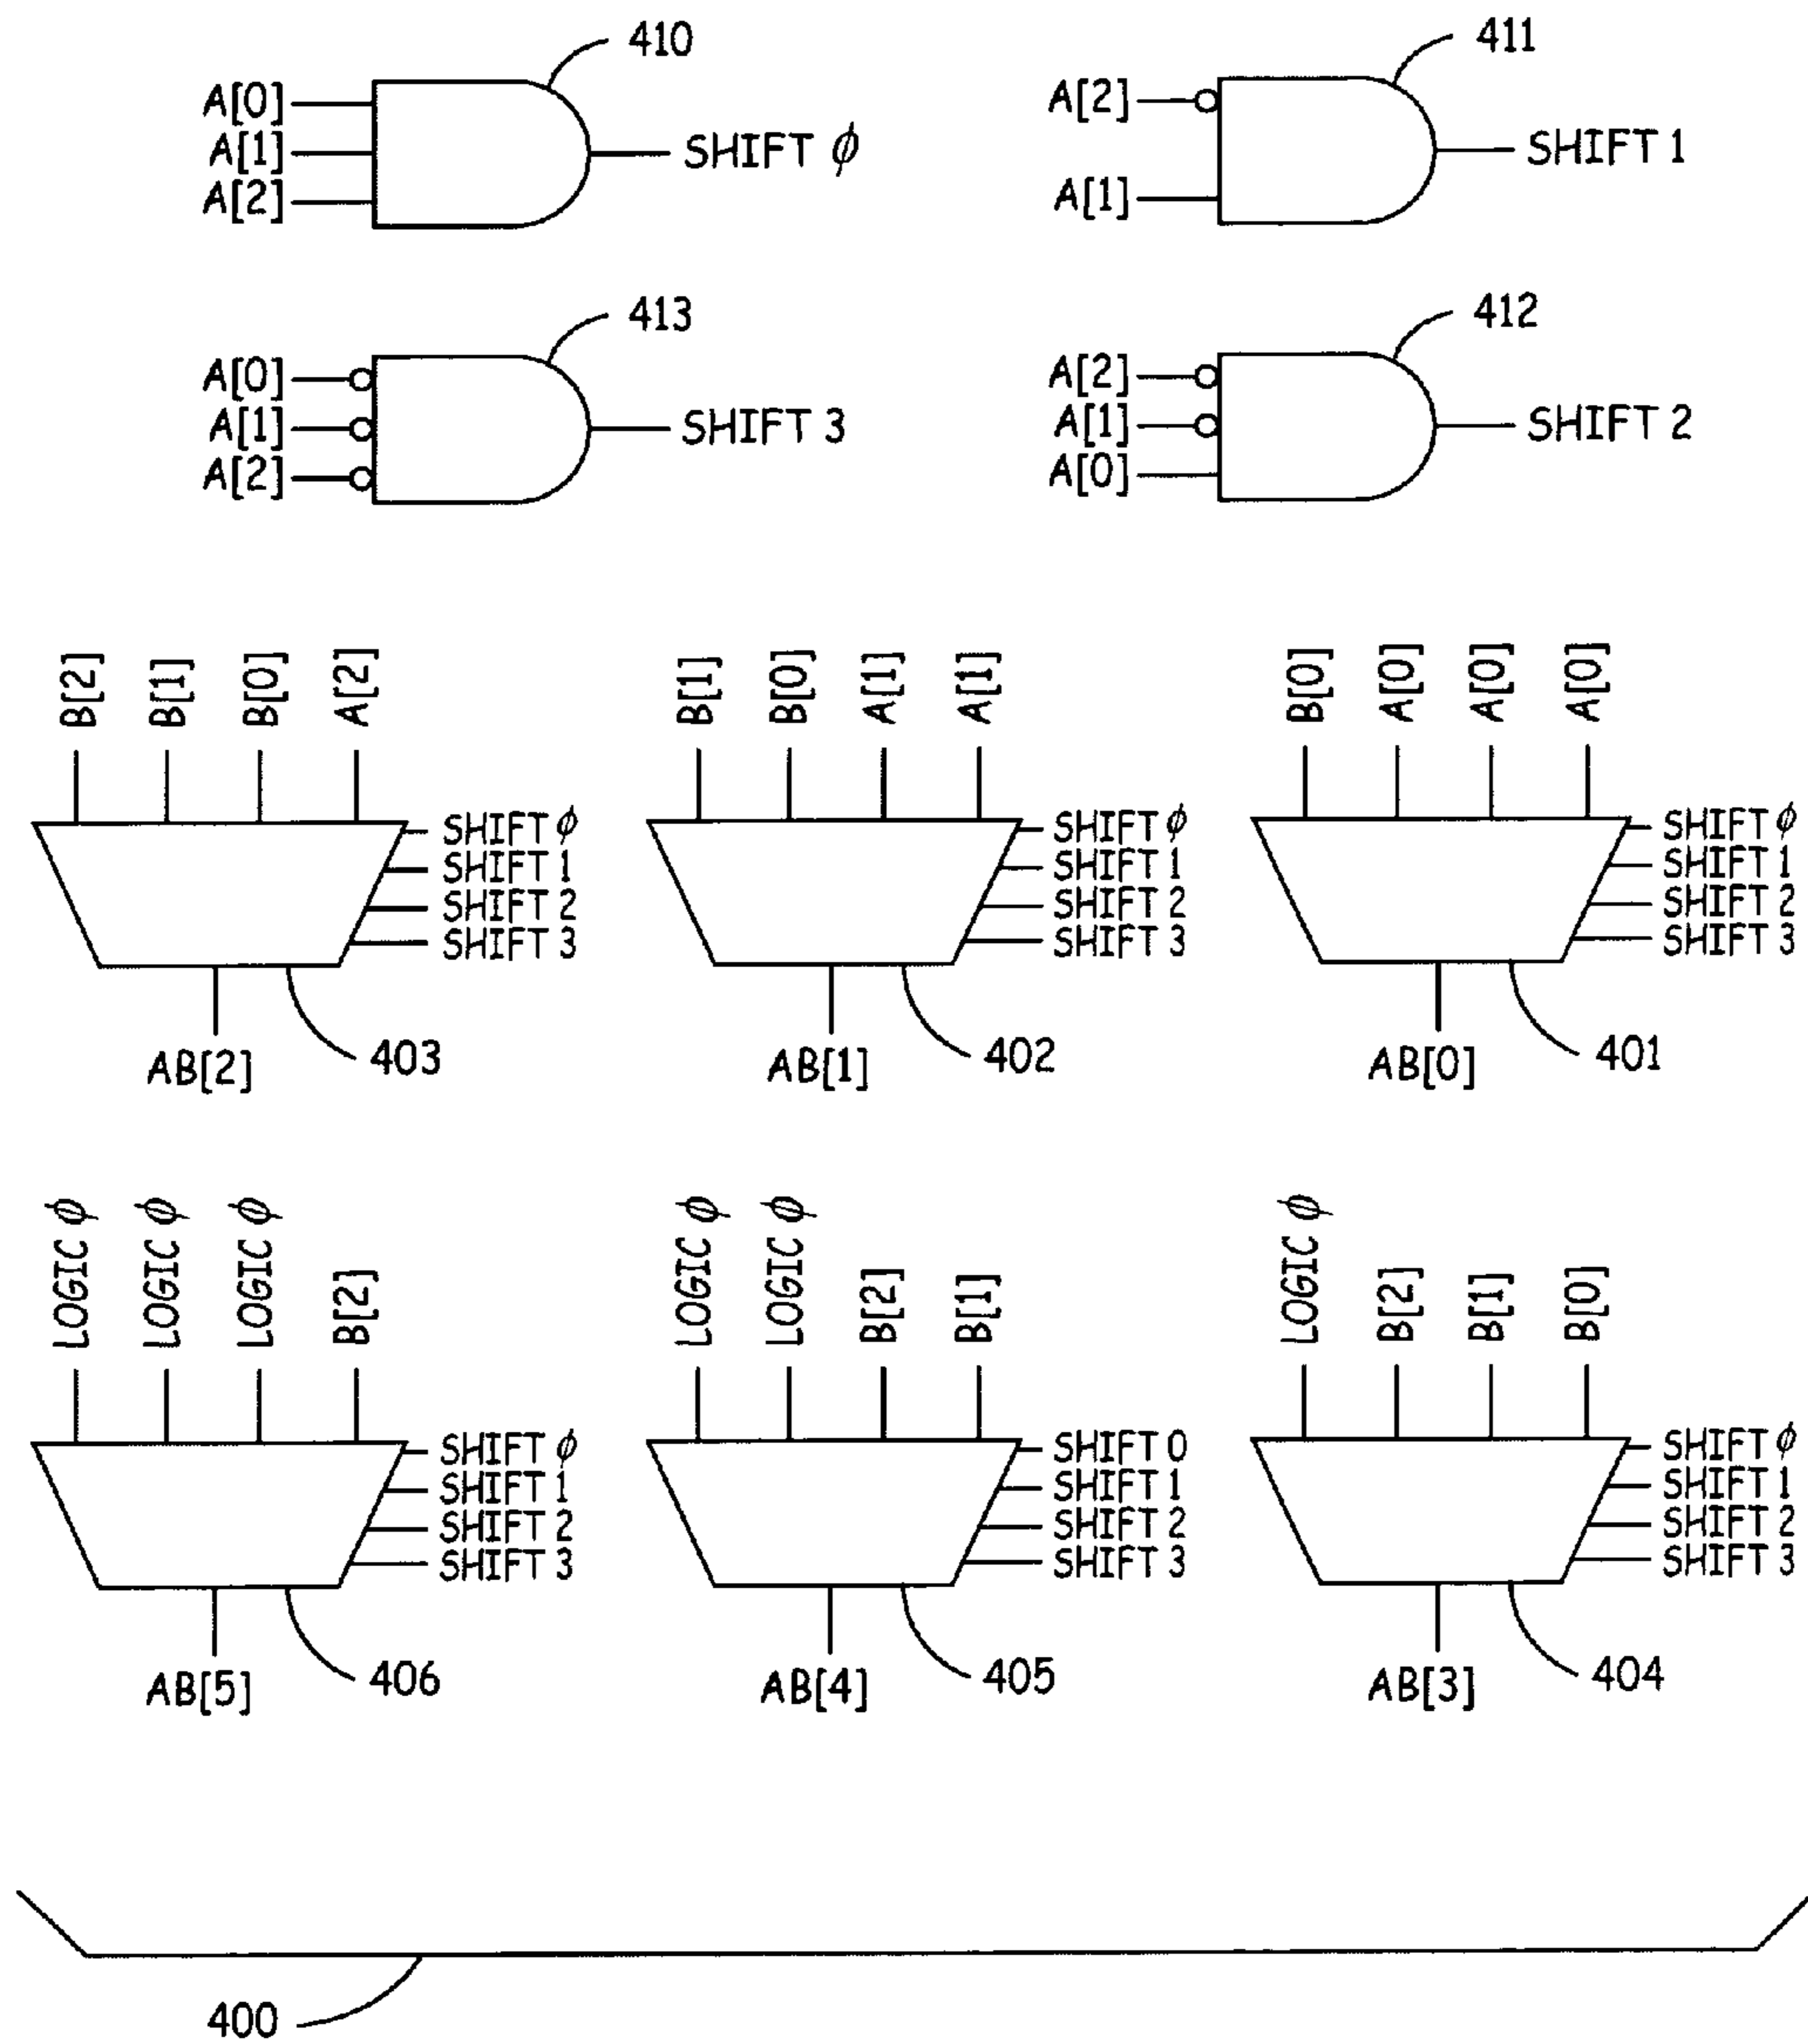 410
A[0]
A[1]
A[2]
SHIFT ϕ
411
A[2]
A[1]
SHIFT 1
413
A[0]
A[1]
A[2]
SHIFT 3
412
A[2]
A[1]
A[0]
SHIFT 2
B[2] B[1] B[0] A[2]
SHIFT ϕ
SHIFT 1
SHIFT 2
SHIFT 3
AB[2]
403
B[1] B[0] A[1] A[1]
SHIFT ϕ
SHIFT 1
SHIFT 2
SHIFT 3
AB[1]
402
B[0] A[0] A[0] A[0]
SHIFT ϕ
SHIFT 1
SHIFT 2
SHIFT 3
AB[0]
401
LOGIC ϕ LOGIC ϕ LOGIC ϕ B[2]
SHIFT ϕ
SHIFT 1
SHIFT 2
SHIFT 3
AB[5]
406
LOGIC ϕ LOGIC ϕ B[2] B[1]
SHIFT 0
SHIFT 1
SHIFT 2
SHIFT 3
AB[4]
405
LOGIC ϕ B[2] B[1] B[0]
SHIFT ϕ
SHIFT 1
SHIFT 2
SHIFT 3
AB[3]
404
400